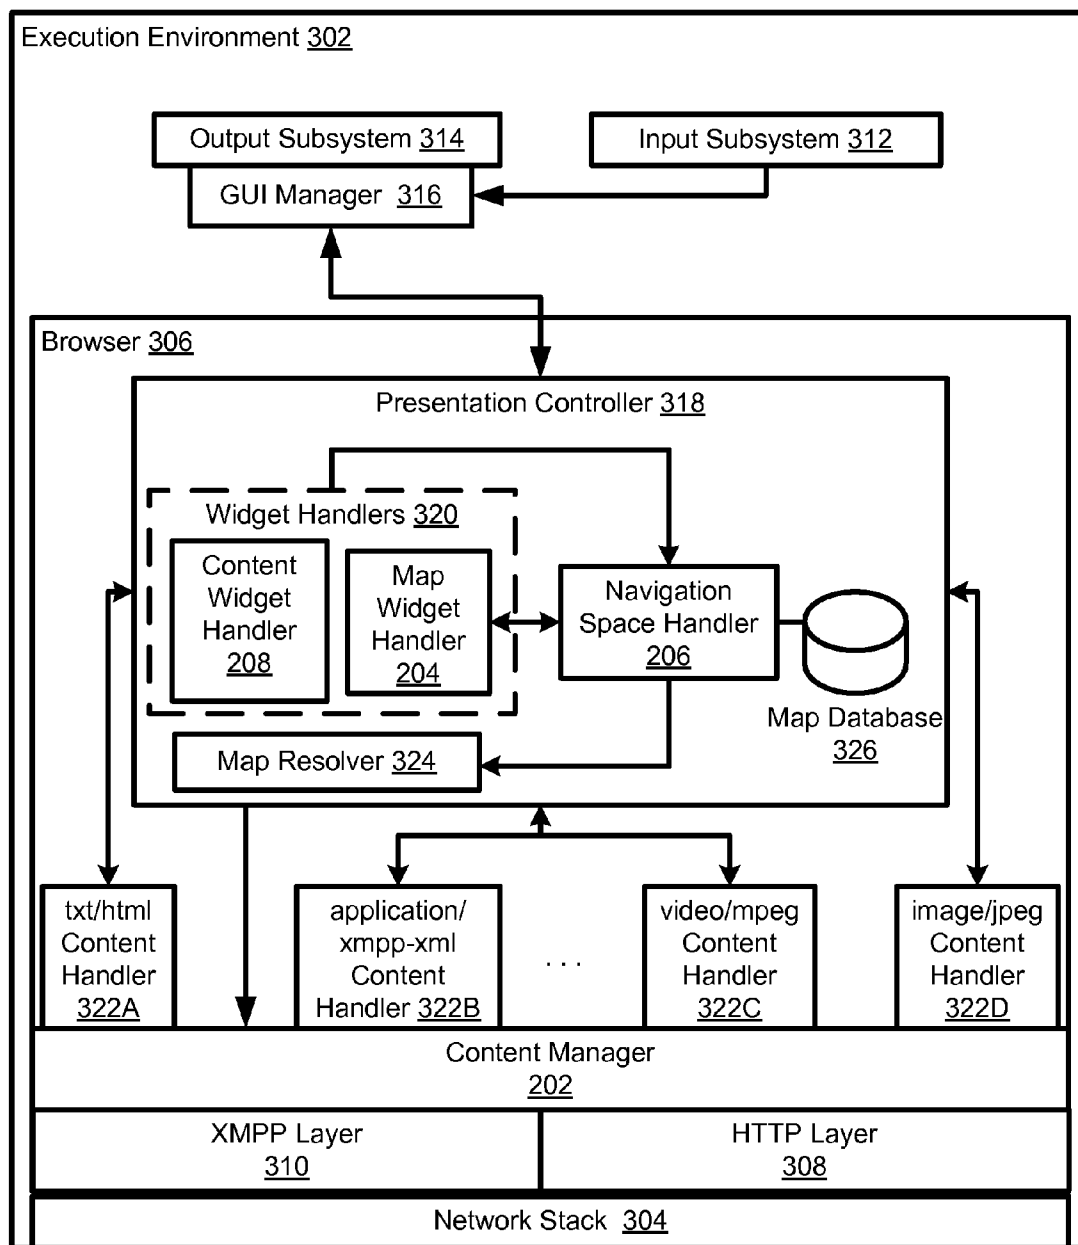 Execution Environment 302
Output Subsystem 314
Input Subsystem 312
GUI Manager 316
Browser 306
Presentation Controller 318
Widget Handlers 320
Content
Widget
Handler
208
Map
Widget
Handler
204
Navigation
Space Handler
206
Map Database
326
Map Resolver 324
txt/html
Content
Handler
322A
application/
xmpp-xml
Content
Handler 322B
. . .
video/mpeg
Content
Handler
322C
image/jpeg
Content
Handler
322D
Content Manager
202
XMPP Layer
310
HTTP Layer
308
Network Stack 304